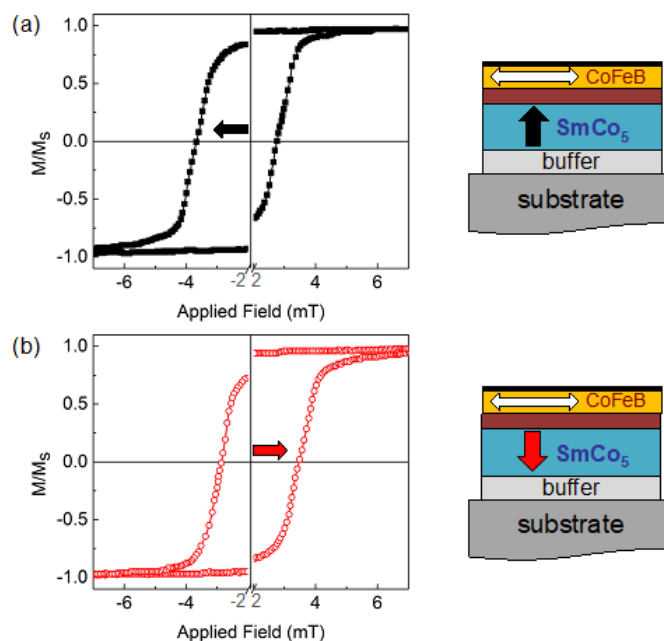 (a)
1.0
0.5
0.0
-0.5
-1.0
M/Ms
-6
-4
-2
2
4
6
Applied Field (mT)
CoFeB
SmCo5
buffer
substrate
(b)
1.0
0.5
0.0
-0.5
-1.0
M/Ms
-6
-4
-2
2
4
6
Applied Field (mT)
CoFeB
SmCo5
buffer
substrate